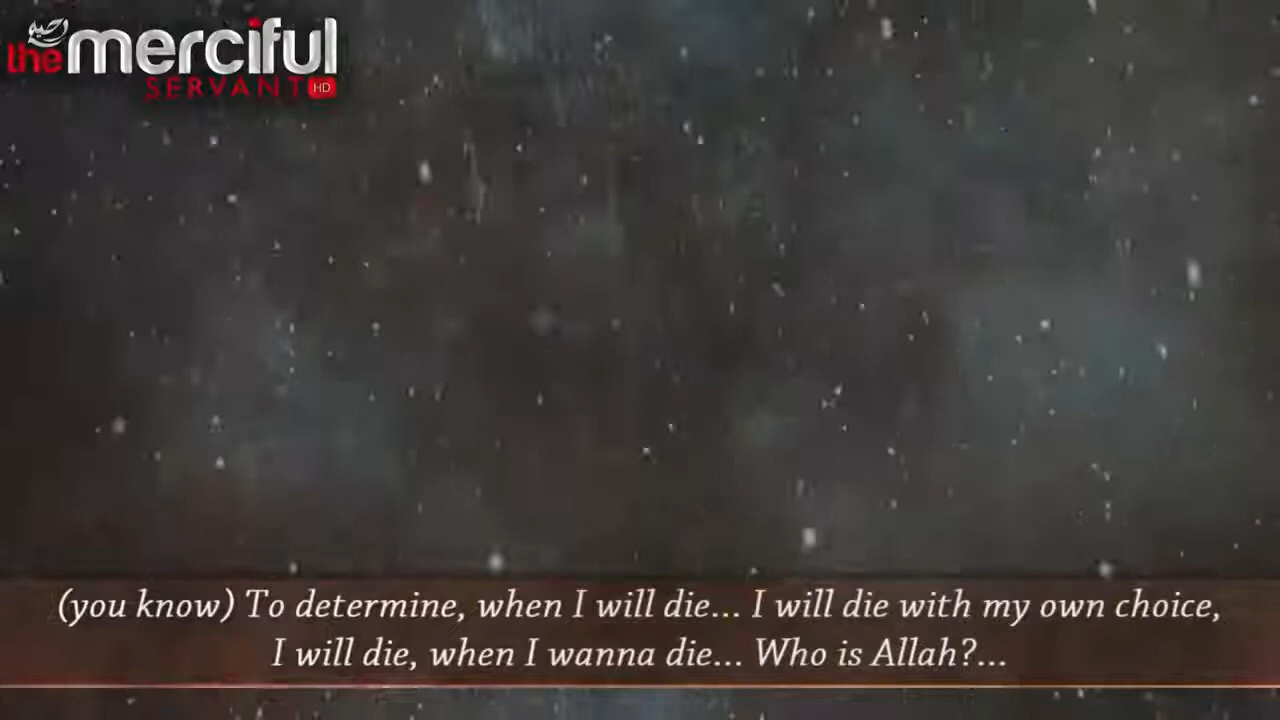 the merciful
SERVANT HD
(you know) To determine, when I will die... I will die with my own choice,
I will die, when I wanna die... Who is Allah?...